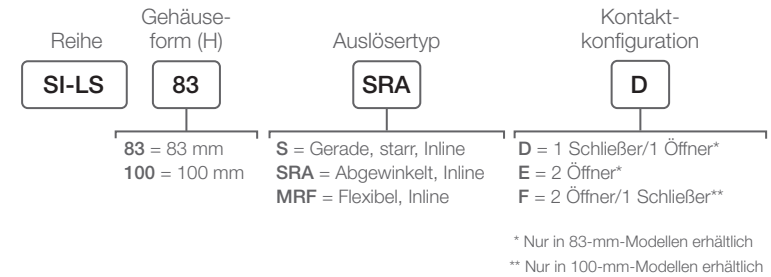 Reihe
SI-LS
Gehäuse-
form (H)
83
83 = 83 mm
100 = 100 mm
Auslösertyp
SRA
S = Gerade, starr, Inline
SRA = Abgewinkelt, Inline
MRF = Flexibel, Inline
Kontakt-
konfiguration
D
D = 1 Schließer/1 Öffner*
E = 2 Öffner*
F = 2 Öffner/1 Schließer**
* Nur in 83-mm-Modellen erhältlich
** Nur in 100-mm-Modellen erhältlich